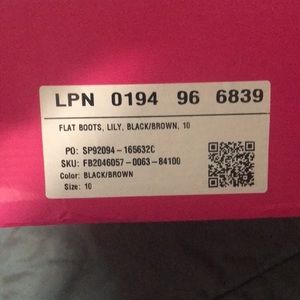 LPN 0194 96 6839
FLAT BOOTS, LILY, BLACK/BROWN, 10
PO: SP92094-165632C
SKU: FB2046057-0063-B4100
Color: BLACK/BROWN
Size: 10